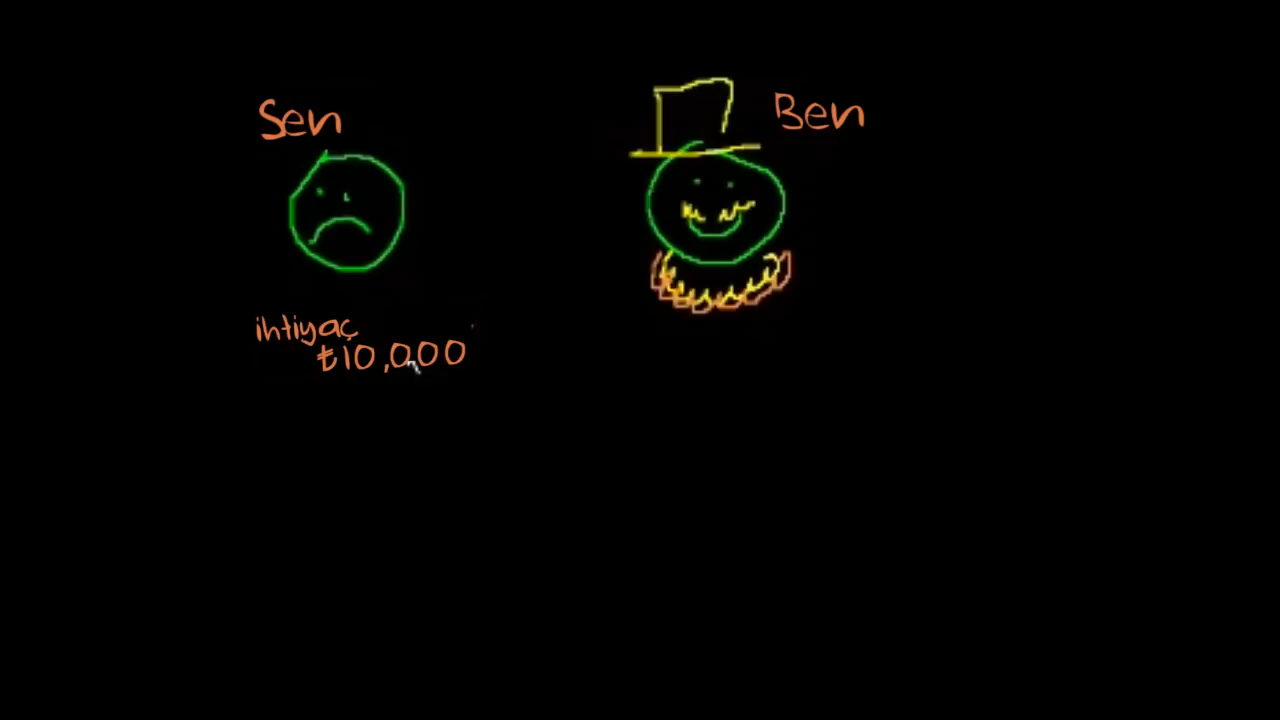 Sen
Ben
ihtiyaç
₺10,000